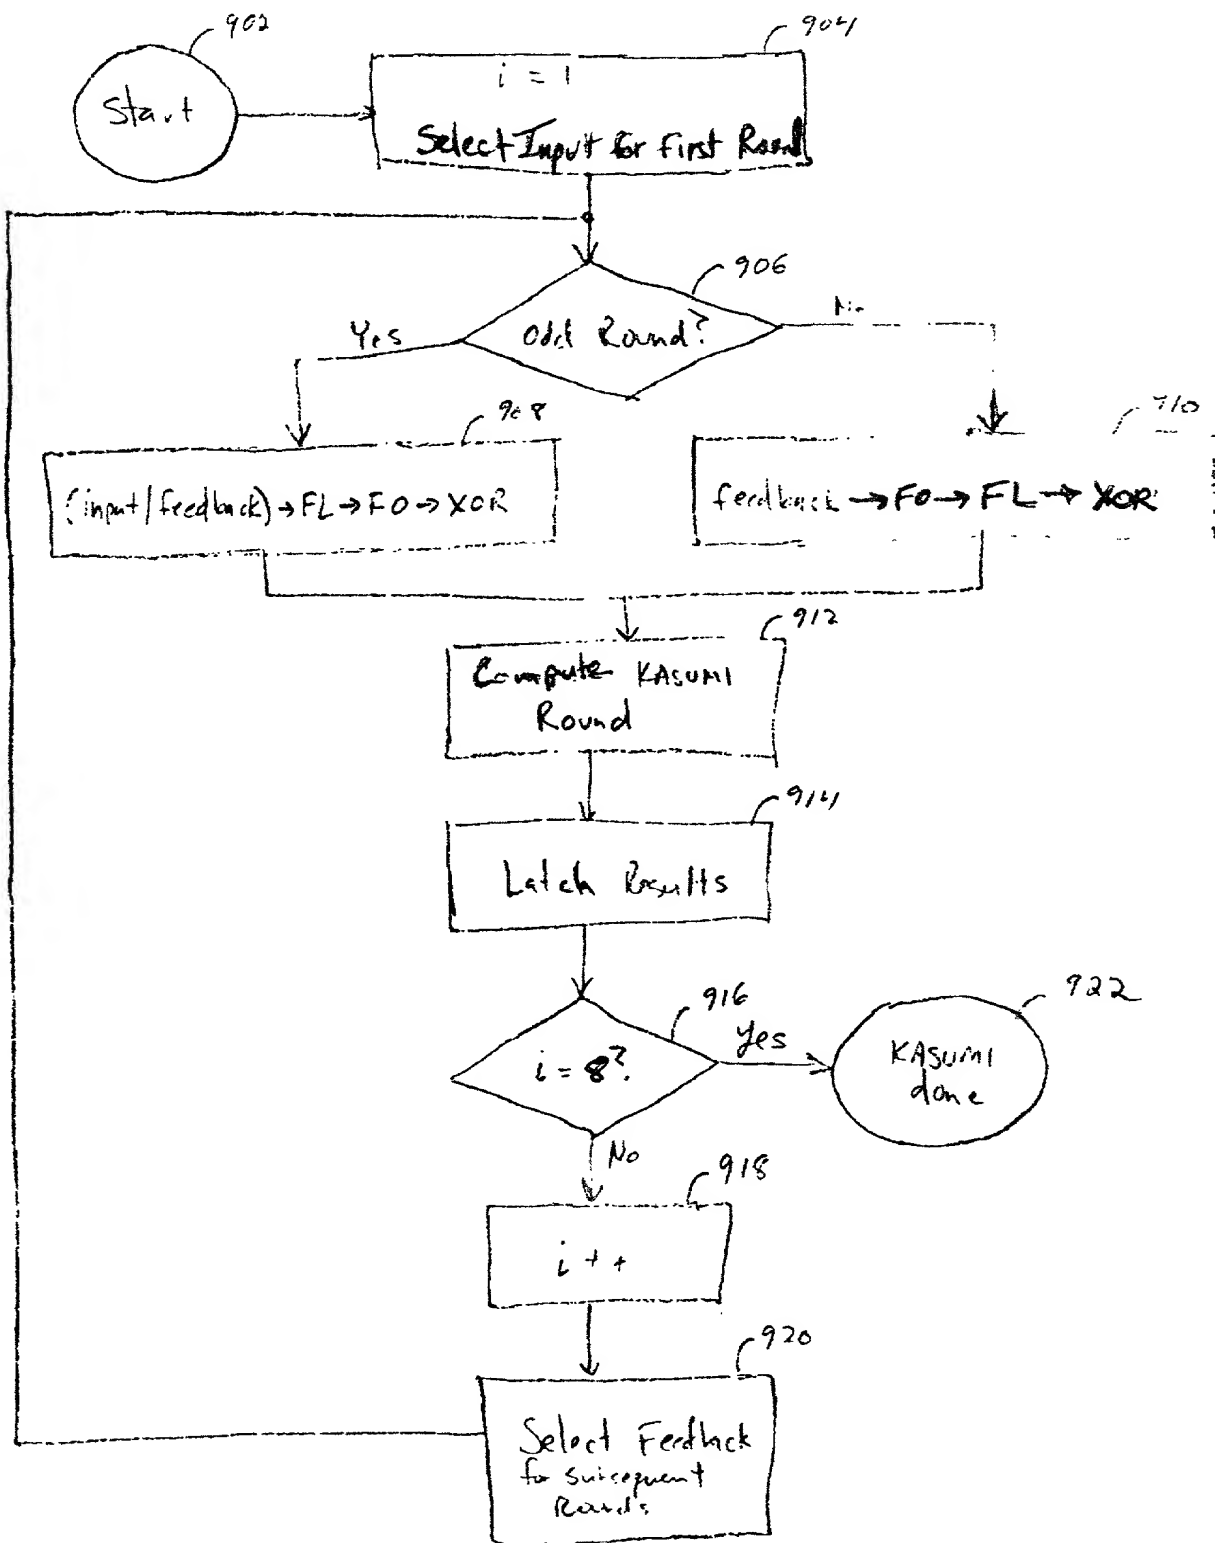 902
Start
904
i = 1
Select Input for First Round
906
Odd Round?
Yes
No
908
(input/feedback)→FL→FO→XOR
910
feedback→FO→FL→XOR
912
Compute KASUMI
Round
914
Latch Results
916
i = 8?
Yes
922
KASUMI
done
No
918
i++
920
Select Feedback
for subsequent
Rounds